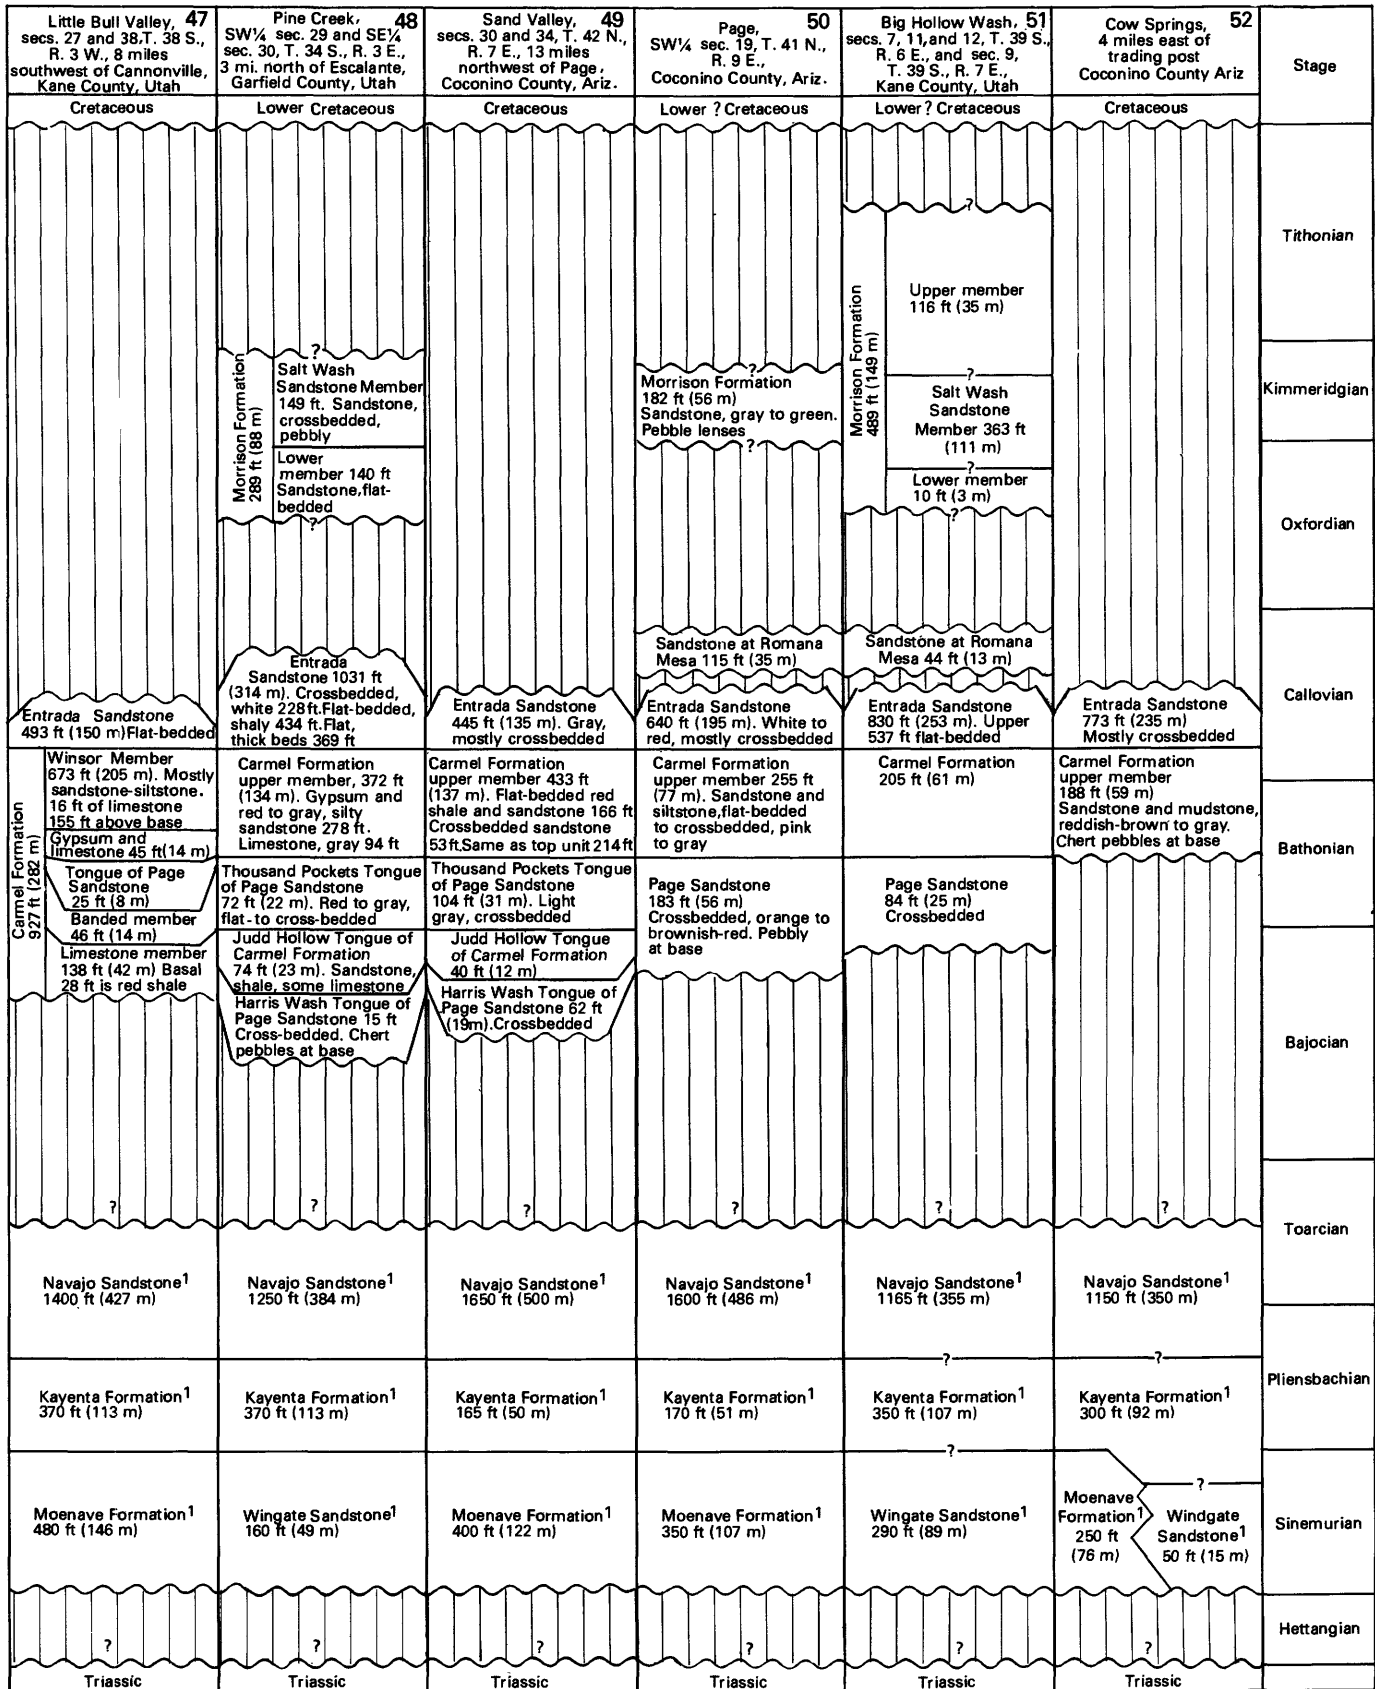 Little Bull Valley, 47
secs. 27 and 38,T. 38 S.,
R. 3 W., 8 miles
southwest of Cannonville,
Kane County, Utah
Cretaceous
Entrada Sandstone
493 ft (150 m)Flat-bedded
Carmel Formation
927 ft (282 m)
Winsor Member
673 ft (205 m). Mostly
sandstone-siltstone.
16 ft of limestone
155 ft above base
Gypsum and
limestone 45 ft(14 m)
Tongue of Page
Sandstone
25 ft (8 m)
Banded member
46 ft (14 m)
Limestone member
138 ft (42 m) Basal
28 ft is red shale
?
Navajo Sandstone1
1400 ft (427 m)
Kayenta Formation1
370 ft (113 m)
Moenave Formation1
480 ft (146 m)
?
Triassic
Pine Creek, 48
SW¼ sec. 29 and SE¼
sec. 30, T. 34 S., R. 3 E.,
3 mi. north of Escalante,
Garfield County, Utah
Lower Cretaceous
?
Morrison Formation
289 ft (88 m)
Salt Wash
Sandstone Member
149 ft. Sandstone,
crossbedded,
pebbly
Lower
member 140 ft
Sandstone,flat-
bedded
?
Entrada
Sandstone 1031 ft
(314 m). Crossbedded,
white 228ft.Flat-bedded,
shaly 434 ft.Flat,
thick beds 369 ft
Carmel Formation
upper member, 372 ft
(134 m). Gypsum and
red to gray, silty
sandstone 278 ft.
Limestone, gray 94 ft
Thousand Pockets Tongue
of Page Sandstone
72 ft (22 m). Red to gray,
flat-to cross-bedded
Judd Hollow Tongue of
Carmel Formation
74 ft (23 m). Sandstone,
shale, some limestone
Harris Wash Tongue of
Page Sandstone 15 ft
Cross-bedded. Chert
pebbles at base
?
Navajo Sandstone1
1250 ft (384 m)
Kayenta Formation1
370 ft (113 m)
Wingate Sandstone1
160 ft (49 m)
?
Triassic
Sand Valley, 49
secs. 30 and 34, T. 42 N.,
R. 7 E., 13 miles
northwest of Page,
Coconino County, Ariz.
Cretaceous
Entrada Sandstone
445 ft (135 m). Gray,
mostly crossbedded
Carmel Formation
upper member 433 ft
(137 m). Flat-bedded red
shale and sandstone 166 ft
Crossbedded sandstone
53ft.Same as top unit 214ft
Thousand Pockets Tongue
of Page Sandstone
104 ft (31 m). Light
gray, crossbedded
Judd Hollow Tongue
of Carmel Formation
40 ft (12 m)
Harris Wash Tongue of
Page Sandstone 62 ft
(19m).Crossbedded
?
Navajo Sandstone1
1650 ft (500 m)
Kayenta Formation1
165 ft (50 m)
Moenave Formation1
400 ft (122 m)
?
Triassic
Page, 50
SW¼ sec. 19, T. 41 N.,
R. 9 E.,
Coconino County, Ariz.
Lower ? Cretaceous
?
Morrison Formation
182 ft (56 m)
Sandstone, gray to green.
Pebble lenses
?
Sandstone at Romana
Mesa 115 ft (35 m)
Entrada Sandstone
640 ft (195 m). White to
red, mostly crossbedded
Carmel Formation
upper member 255 ft
(77 m). Sandstone and
siltstone,flat-bedded
to crossbedded, pink
to gray
Page Sandstone
183 ft (56 m)
Crossbedded, orange to
brownish-red. Pebbly
at base
?
Navajo Sandstone1
1600 ft (486 m)
Kayenta Formation1
170 ft (51 m)
Moenave Formation1
350 ft (107 m)
?
Triassic
Big Hollow Wash, 51
secs. 7, 11,and 12, T. 39 S.,
R. 6 E., and sec. 9,
T. 39 S., R. 7 E.,
Kane County, Utah
Lower? Cretaceous
?
Morrison Formation
489 ft (149 m)
Upper member
116 ft (35 m)
?
Salt Wash
Sandstone
Member 363 ft
(111 m)
?
Lower member
10 ft (3 m)
?
Sandstone at Romana
Mesa 44 ft (13 m)
Entrada Sandstone
830 ft (253 m). Upper
537 ft flat-bedded
Carmel Formation
205 ft (61 m)
Page Sandstone
84 ft (25 m)
Crossbedded
?
Navajo Sandstone1
1165 ft (355 m)
?
Kayenta Formation1
350 ft (107 m)
?
Wingate Sandstone1
290 ft (89 m)
?
Triassic
Cow Springs, 52
4 miles east of
trading post
Coconino County Ariz
Cretaceous
Entrada Sandstone
773 ft (235 m)
Mostly crossbedded
Carmel Formation
upper member
188 ft (59 m)
Sandstone and mudstone,
reddish-brown to gray.
Chert pebbles at base
?
Navajo Sandstone1
1150 ft (350 m)
?
Kayenta Formation1
300 ft (92 m)
?
Moenave
Formation1
250 ft
(76 m)
Windgate
Sandstone1
50 ft (15 m)
?
Triassic
Stage
Tithonian
Kimmeridgian
Oxfordian
Callovian
Bathonian
Bajocian
Toarcian
Pliensbachian
Sinemurian
Hettangian